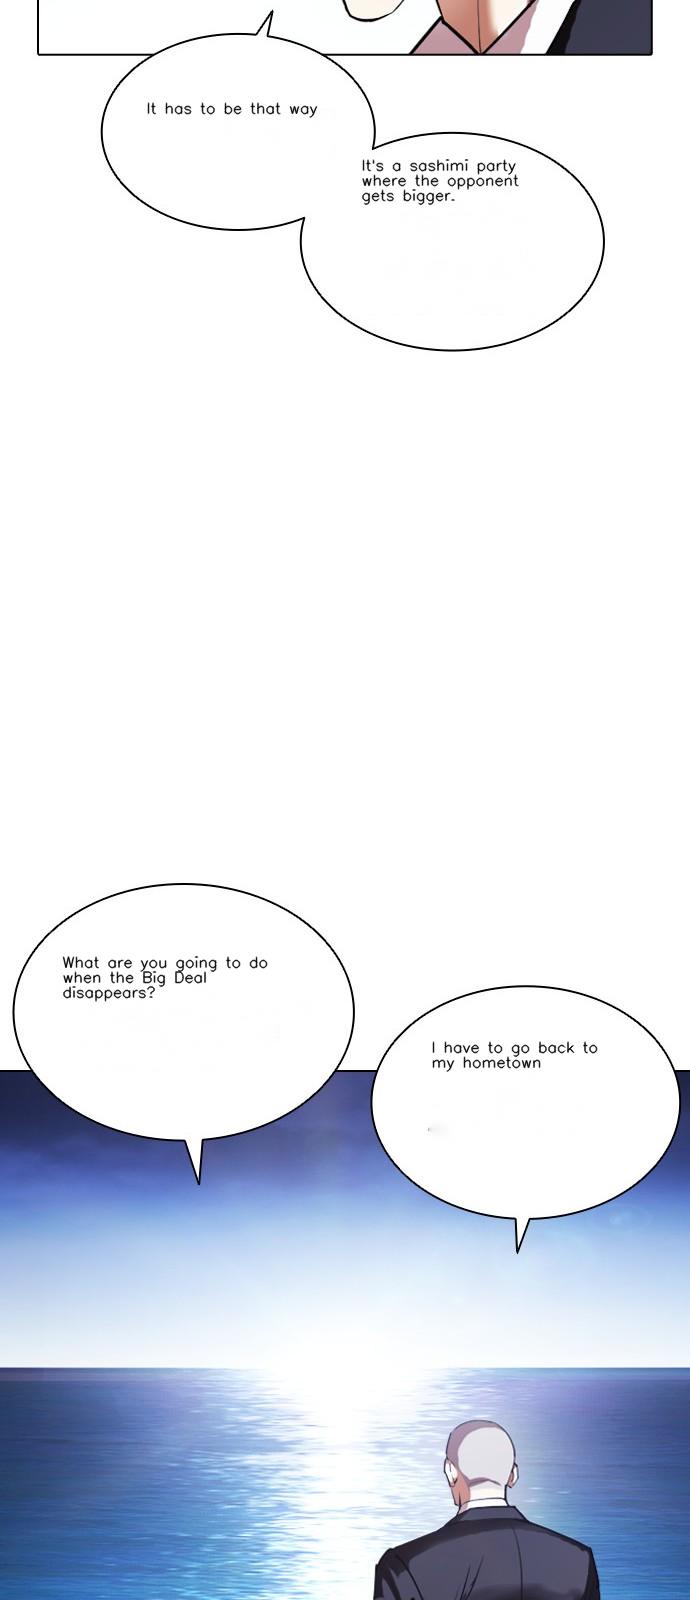 It has to be that way
It's a sashimi party
where the opponent
gets bigger.
What are you going to do
when the Big Deal
disappears?
I have to go back to
my hometown